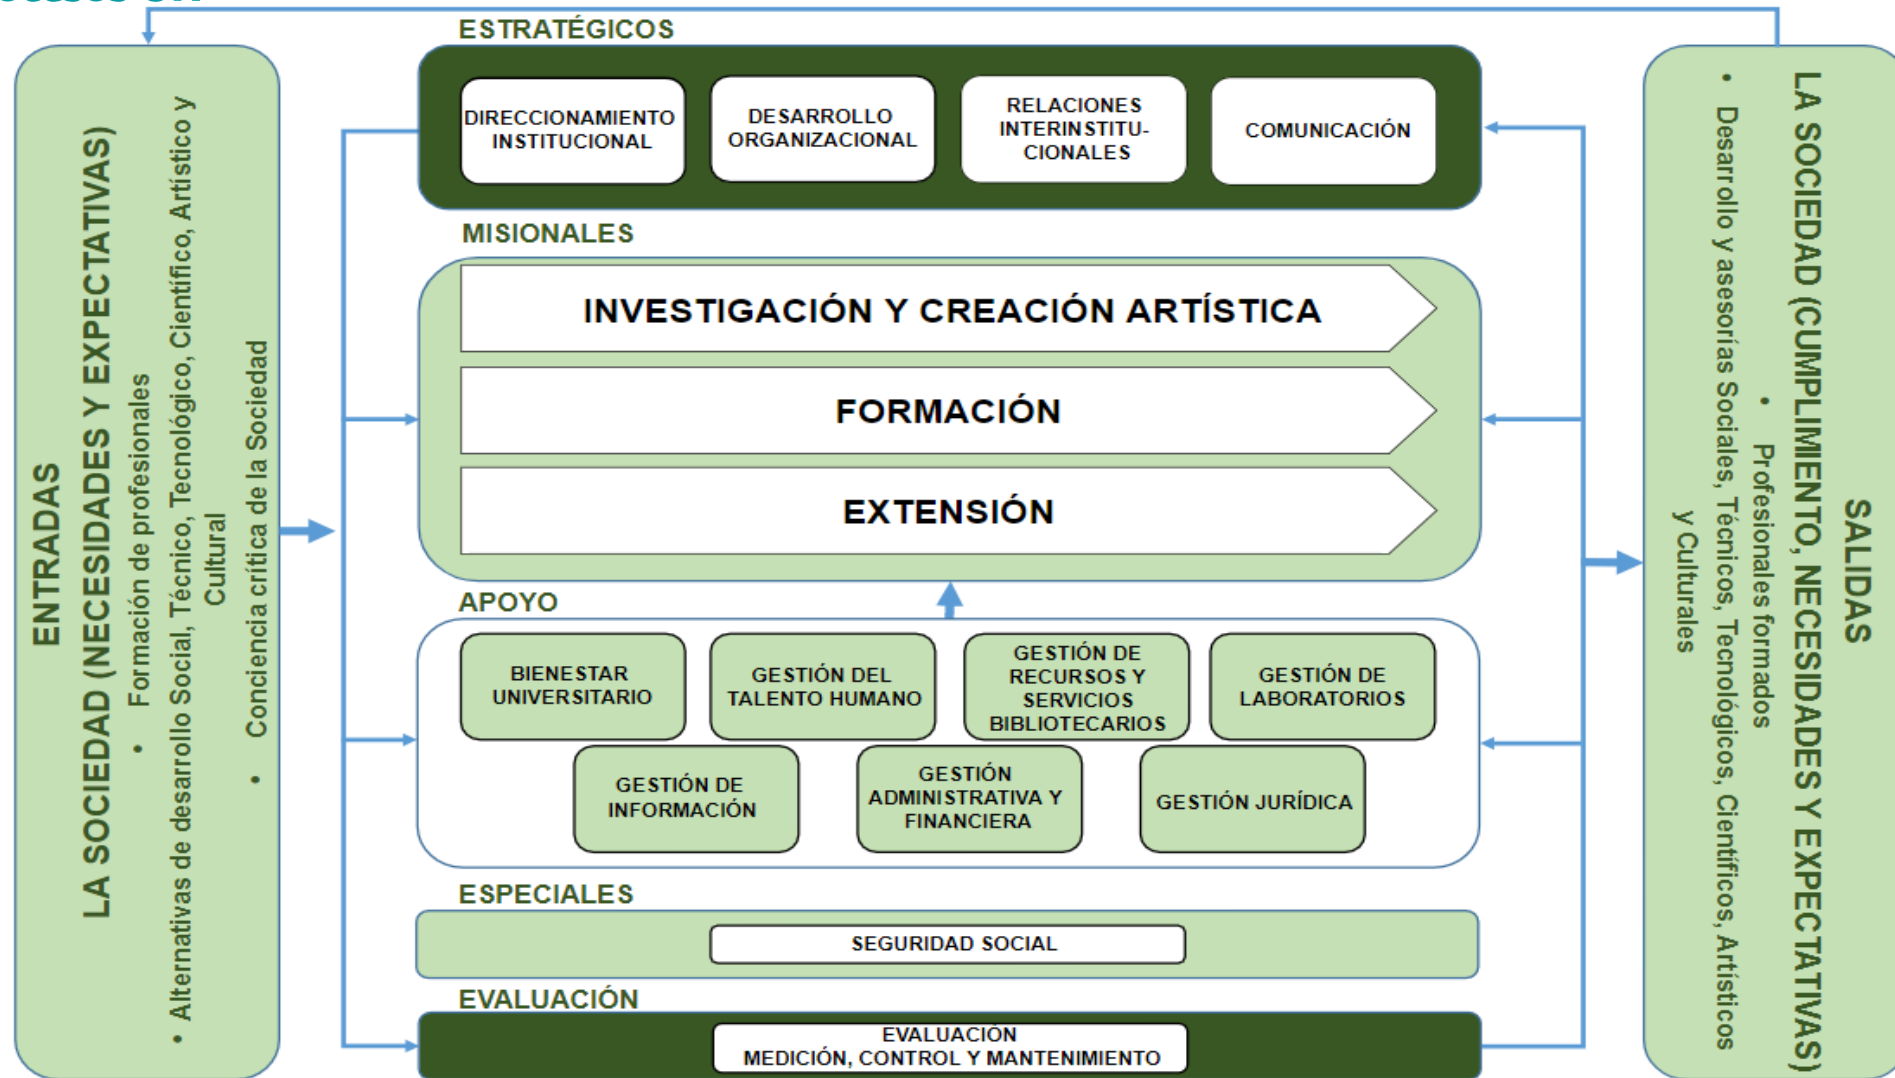 ENTRADAS
LA SOCIEDAD (NECESIDADES Y EXPECTATIVAS)
• Formación de profesionales
• Alternativas de desarrollo Social, Técnico, Tecnológico, Científico, Artístico y
Cultural
• Conciencia crítica de la Sociedad
ESTRATÉGICOS
DIRECCIONAMIENTO
INSTITUCIONAL
DESARROLLO
ORGANIZACIONAL
RELACIONES
INTERINSTITU-
CIONALES
COMUNICACIÓN
MISIONALES
INVESTIGACIÓN Y CREACIÓN ARTÍSTICA
FORMACIÓN
EXTENSIÓN
APOYO
BIENESTAR
UNIVERSITARIO
GESTIÓN DEL
TALENTO HUMANO
GESTIÓN DE
RECURSOS Y
SERVICIOS
BIBLIOTECARIOS
GESTIÓN DE
LABORATORIOS
GESTIÓN DE
INFORMACIÓN
GESTIÓN
ADMINISTRATIVA Y
FINANCIERA
GESTIÓN JURÍDICA
ESPECIALES
SEGURIDAD SOCIAL
EVALUACIÓN
EVALUACIÓN
MEDICIÓN, CONTROL Y MANTENIMIENTO
SALIDAS
LA SOCIEDAD (CUMPLIMIENTO, NECESIDADES Y EXPECTATIVAS)
• Profesionales formados
• Desarrollo y asesorías Sociales, Técnicos, Tecnológicos, Científicos, Artísticos
y Culturales